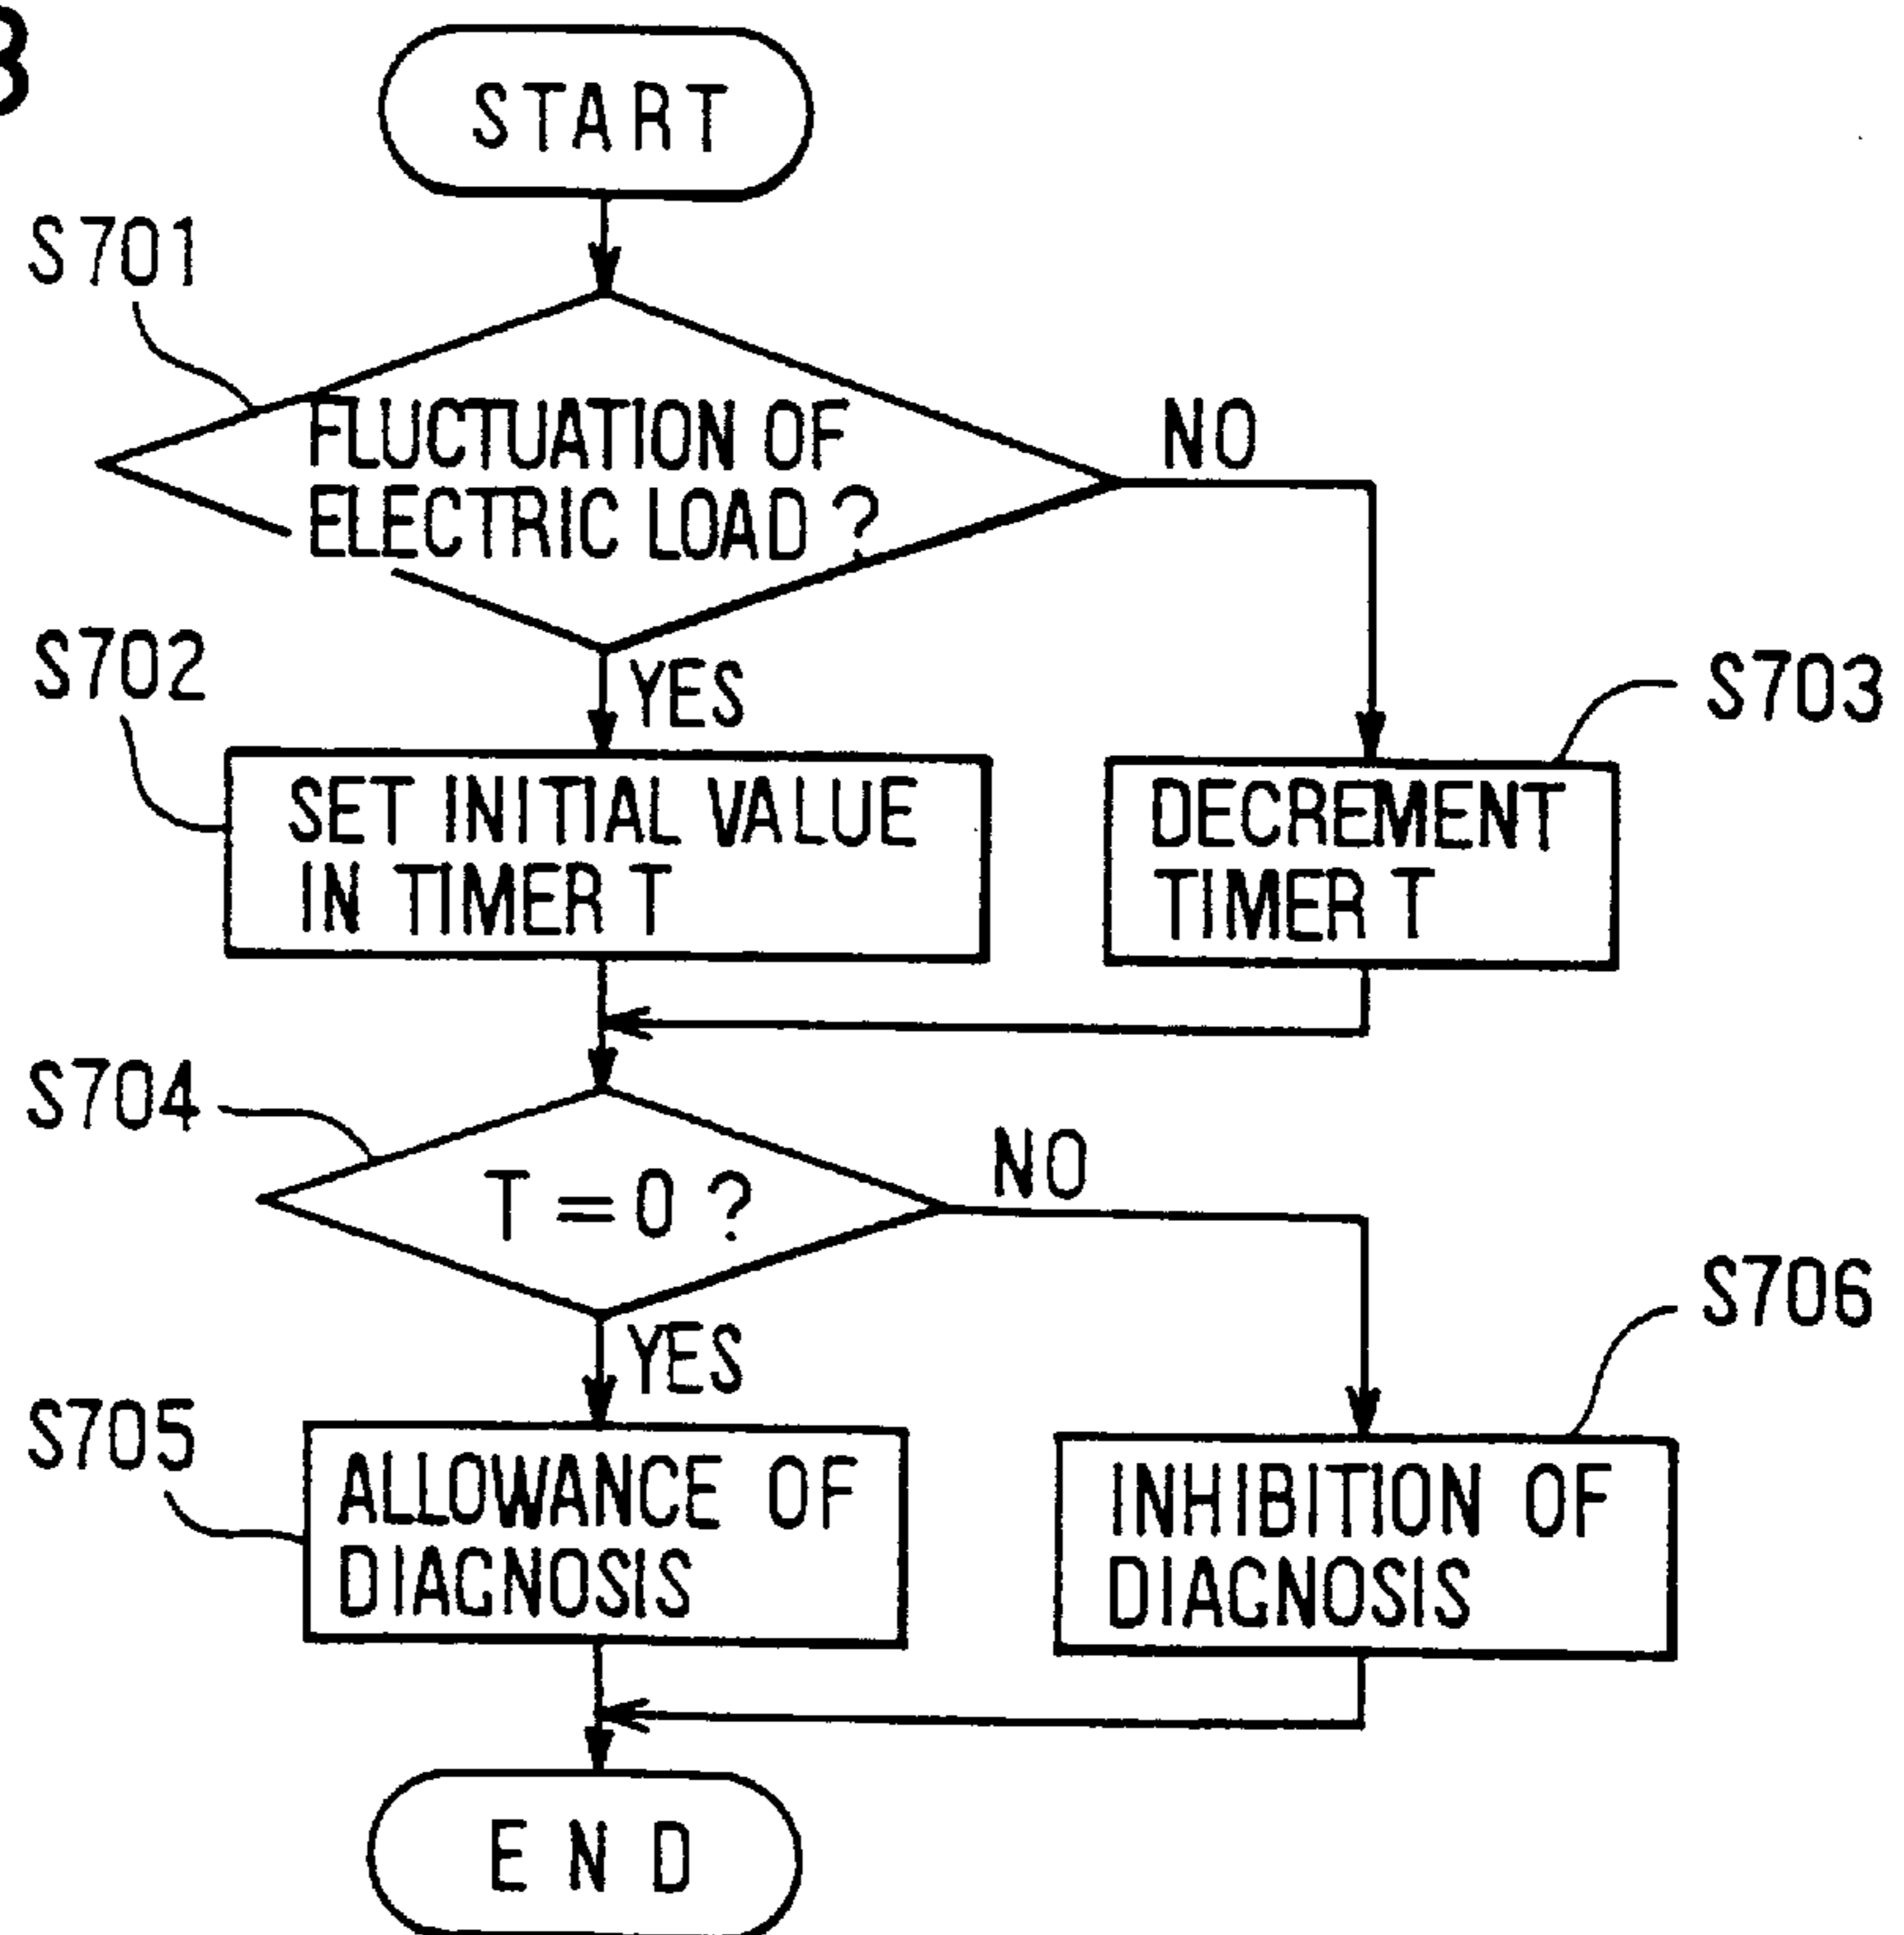 START
S701
FLUCTUATION OF
ELECTRIC LOAD?
NO
YES
S702
SET INITIAL VALUE
IN TIMER T
S703
DECREMENT
TIMER T
S704
T=0?
NO
YES
S705
ALLOWANCE OF
DIAGNOSIS
S706
INHIBITION OF
DIAGNOSIS
END